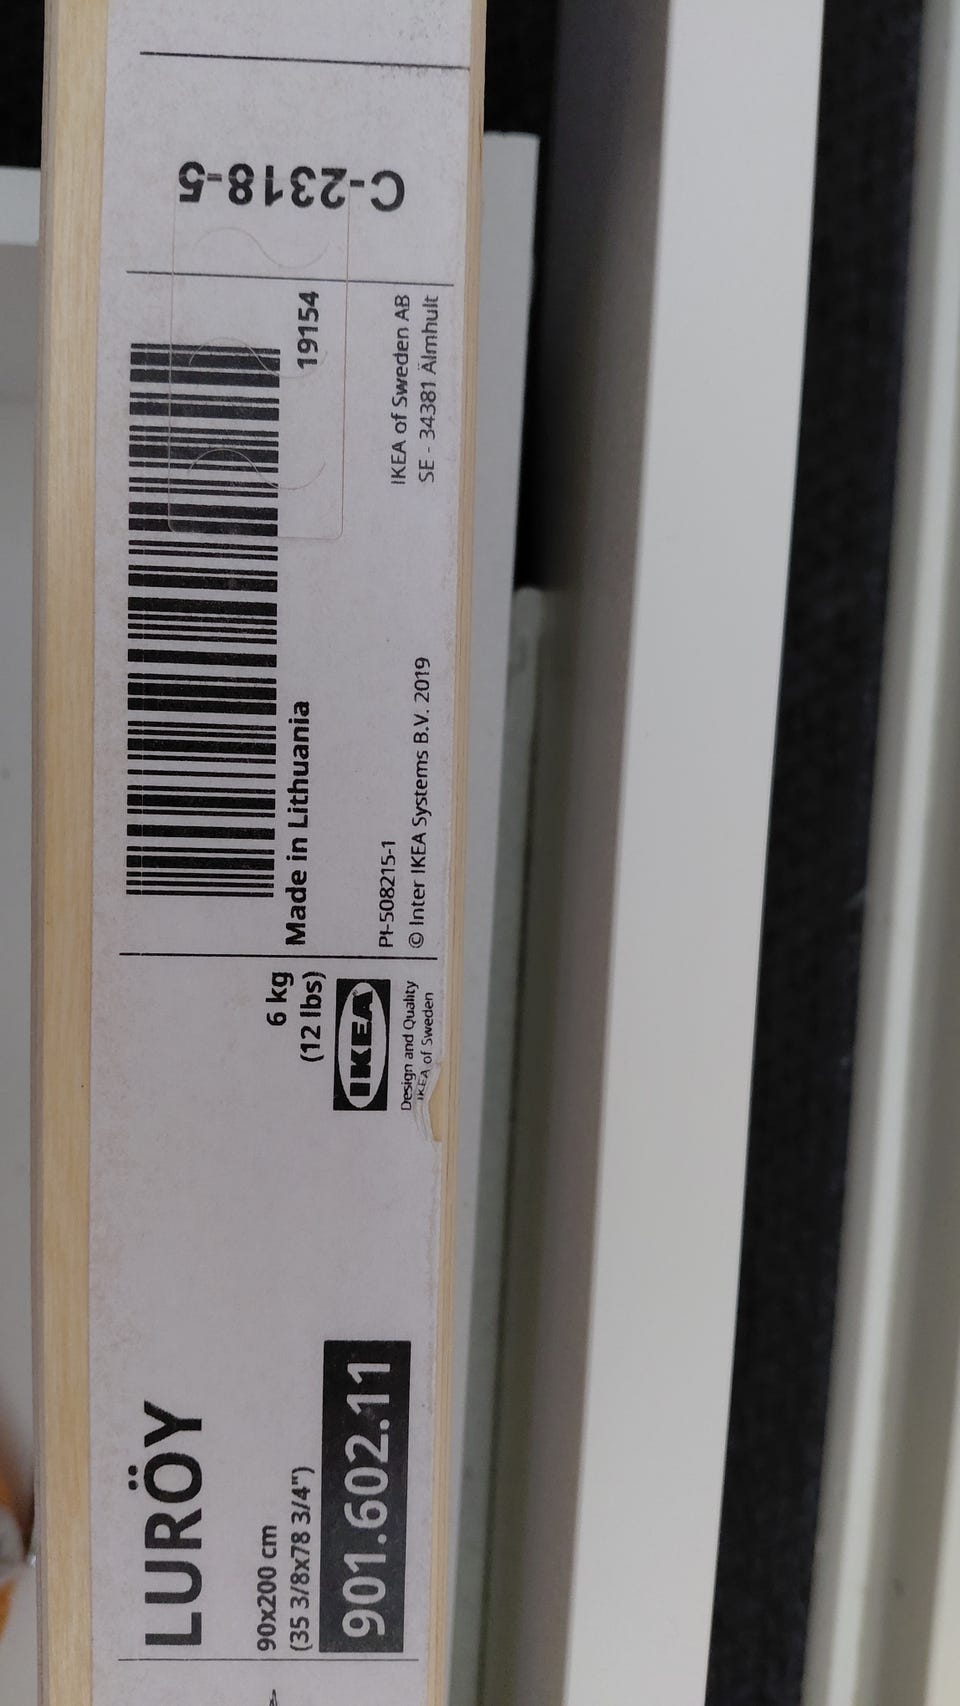 LURÖY
90x200 cm
(35 3/8x78 3/4")
901.602.11
6 kg
(12 lbs)
IKEA
Design and Quality
IKEA of Sweden
19154
Made in Lithuania
PI-508215-1
© Inter IKEA Systems B.V. 2019
IKEA of Sweden AB
SE - 34381 Älmhult
C-2318-5